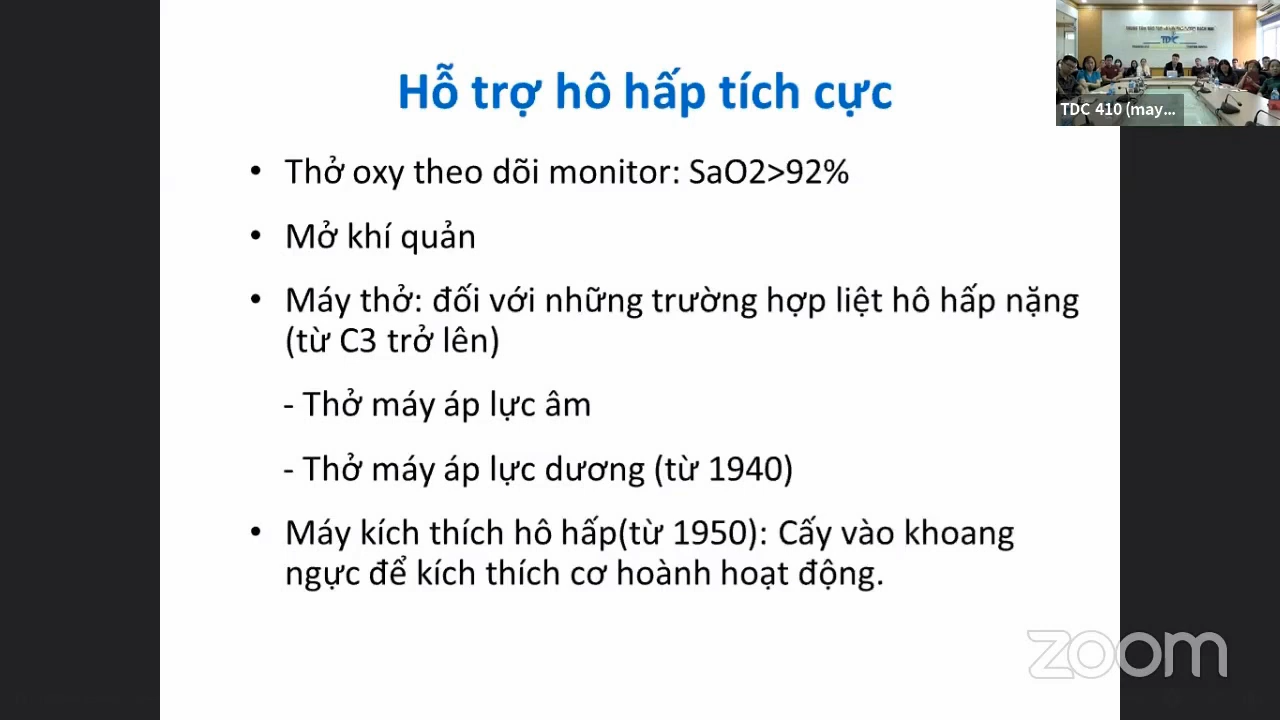 Hỗ trợ hô hấp tích cực
• Thở oxy theo dõi monitor: SaO2>92%
• Mở khí quản
• Máy thở: đối với những trường hợp liệt hô hấp nặng
(từ C3 trở lên)
- Thở máy áp lực âm
- Thở máy áp lực dương (từ 1940)
• Máy kích thích hô hấp(từ 1950): Cấy vào khoang
ngực để kích thích cơ hoành hoạt động.
TDC
TDC 410 (may...
zoom